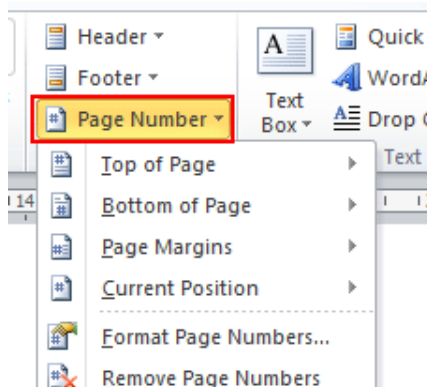 Header
Footer
Page Number
A
Text
Box
Quick
A Word
A Drop
Text
14
Top of Page
Bottom of Page
Page Margins
Current Position
Format Page Numbers...
Remove Page Numbers